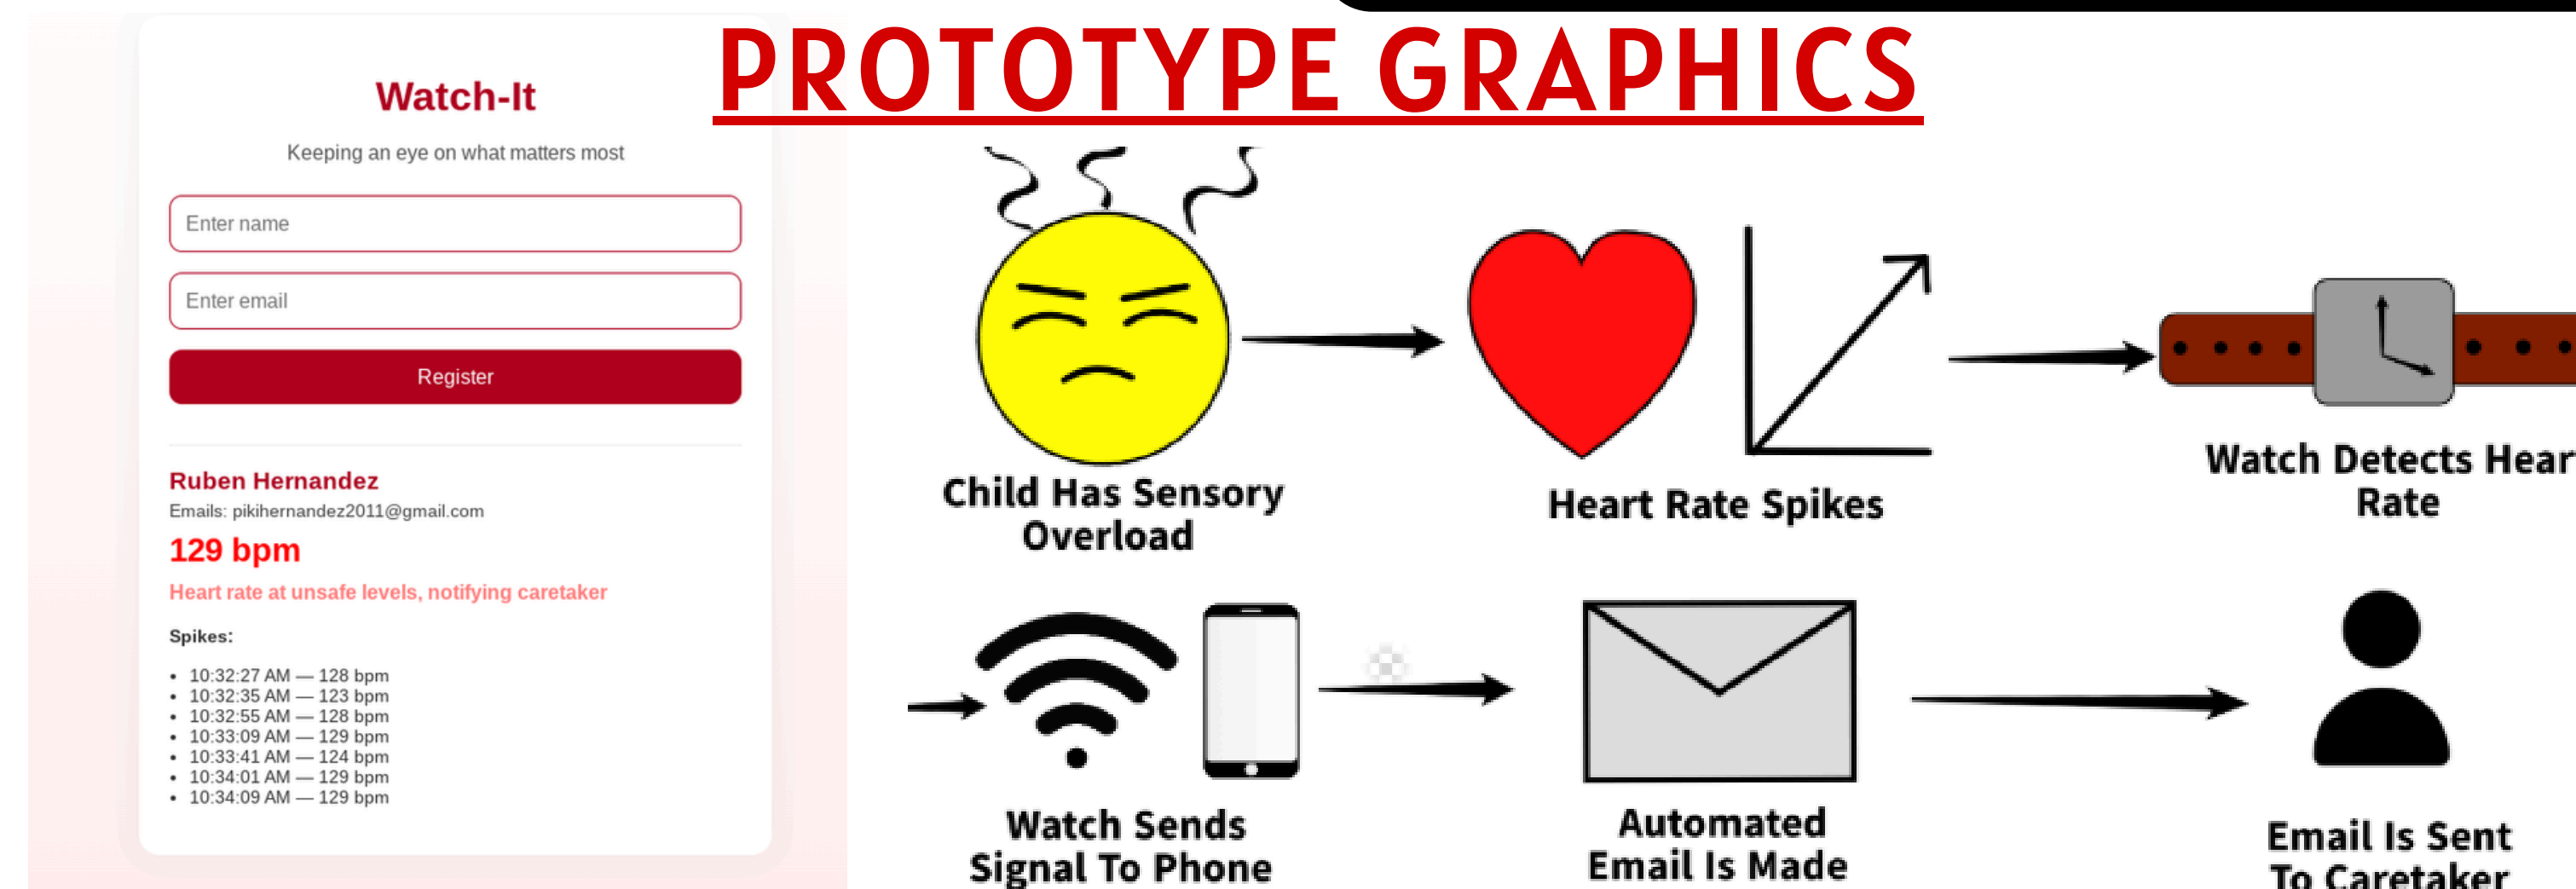 PROTOTYPE GRAPHICS
Watch-It
Keeping an eye on what matters most
Enter name
Enter email
Register
Ruben Hernandez
Emails: pikihernandez2011@gmail.com
129 bpm
Heart rate at unsafe levels, notifying caretaker
Spikes:
• 10:32:27 AM — 128 bpm
• 10:32:35 AM — 123 bpm
• 10:32:55 AM — 128 bpm
• 10:33:09 AM — 129 bpm
• 10:33:41 AM — 124 bpm
• 10:34:01 AM — 129 bpm
• 10:34:09 AM — 129 bpm
Child Has Sensory
Overload
Heart Rate Spikes
Watch Detects Hear
Rate
Watch Sends
Signal To Phone
Automated
Email Is Made
Email Is Sent
To Caretaker